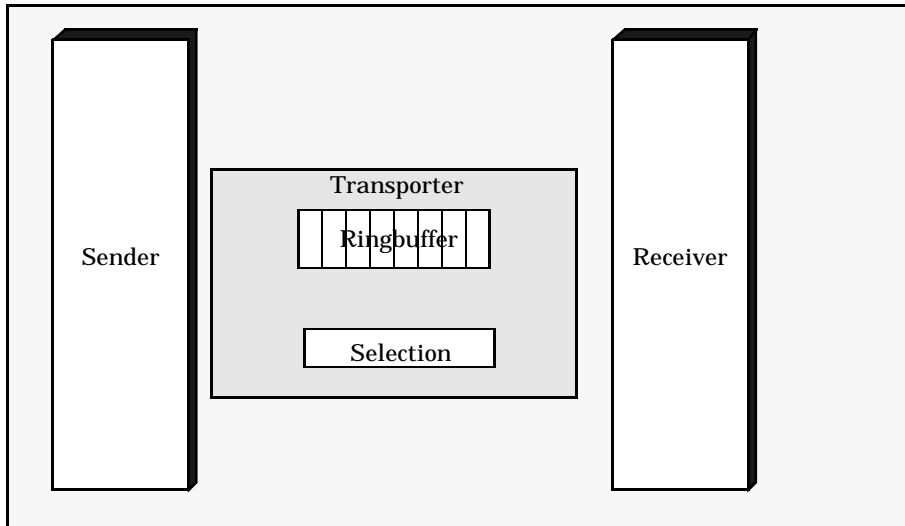 Transporter
Ringbuffer
Sender
Receiver
Selection